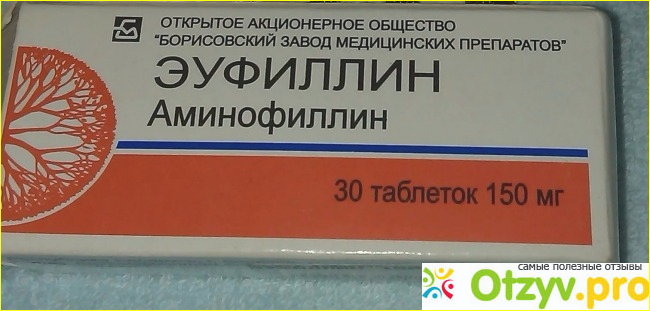 ОТКРЫТОЕ АКЦИОНЕРНОЕ ОБЩЕСТВО
"БОРИСОВСКИЙ ЗАВОД МЕДИЦИНСКИХ ПРЕПАРАТОВ"
ЭУФИЛЛИН
Аминофиллин
30 таблеток 150 мг
самые полезные отзывы
Otzyv.pro